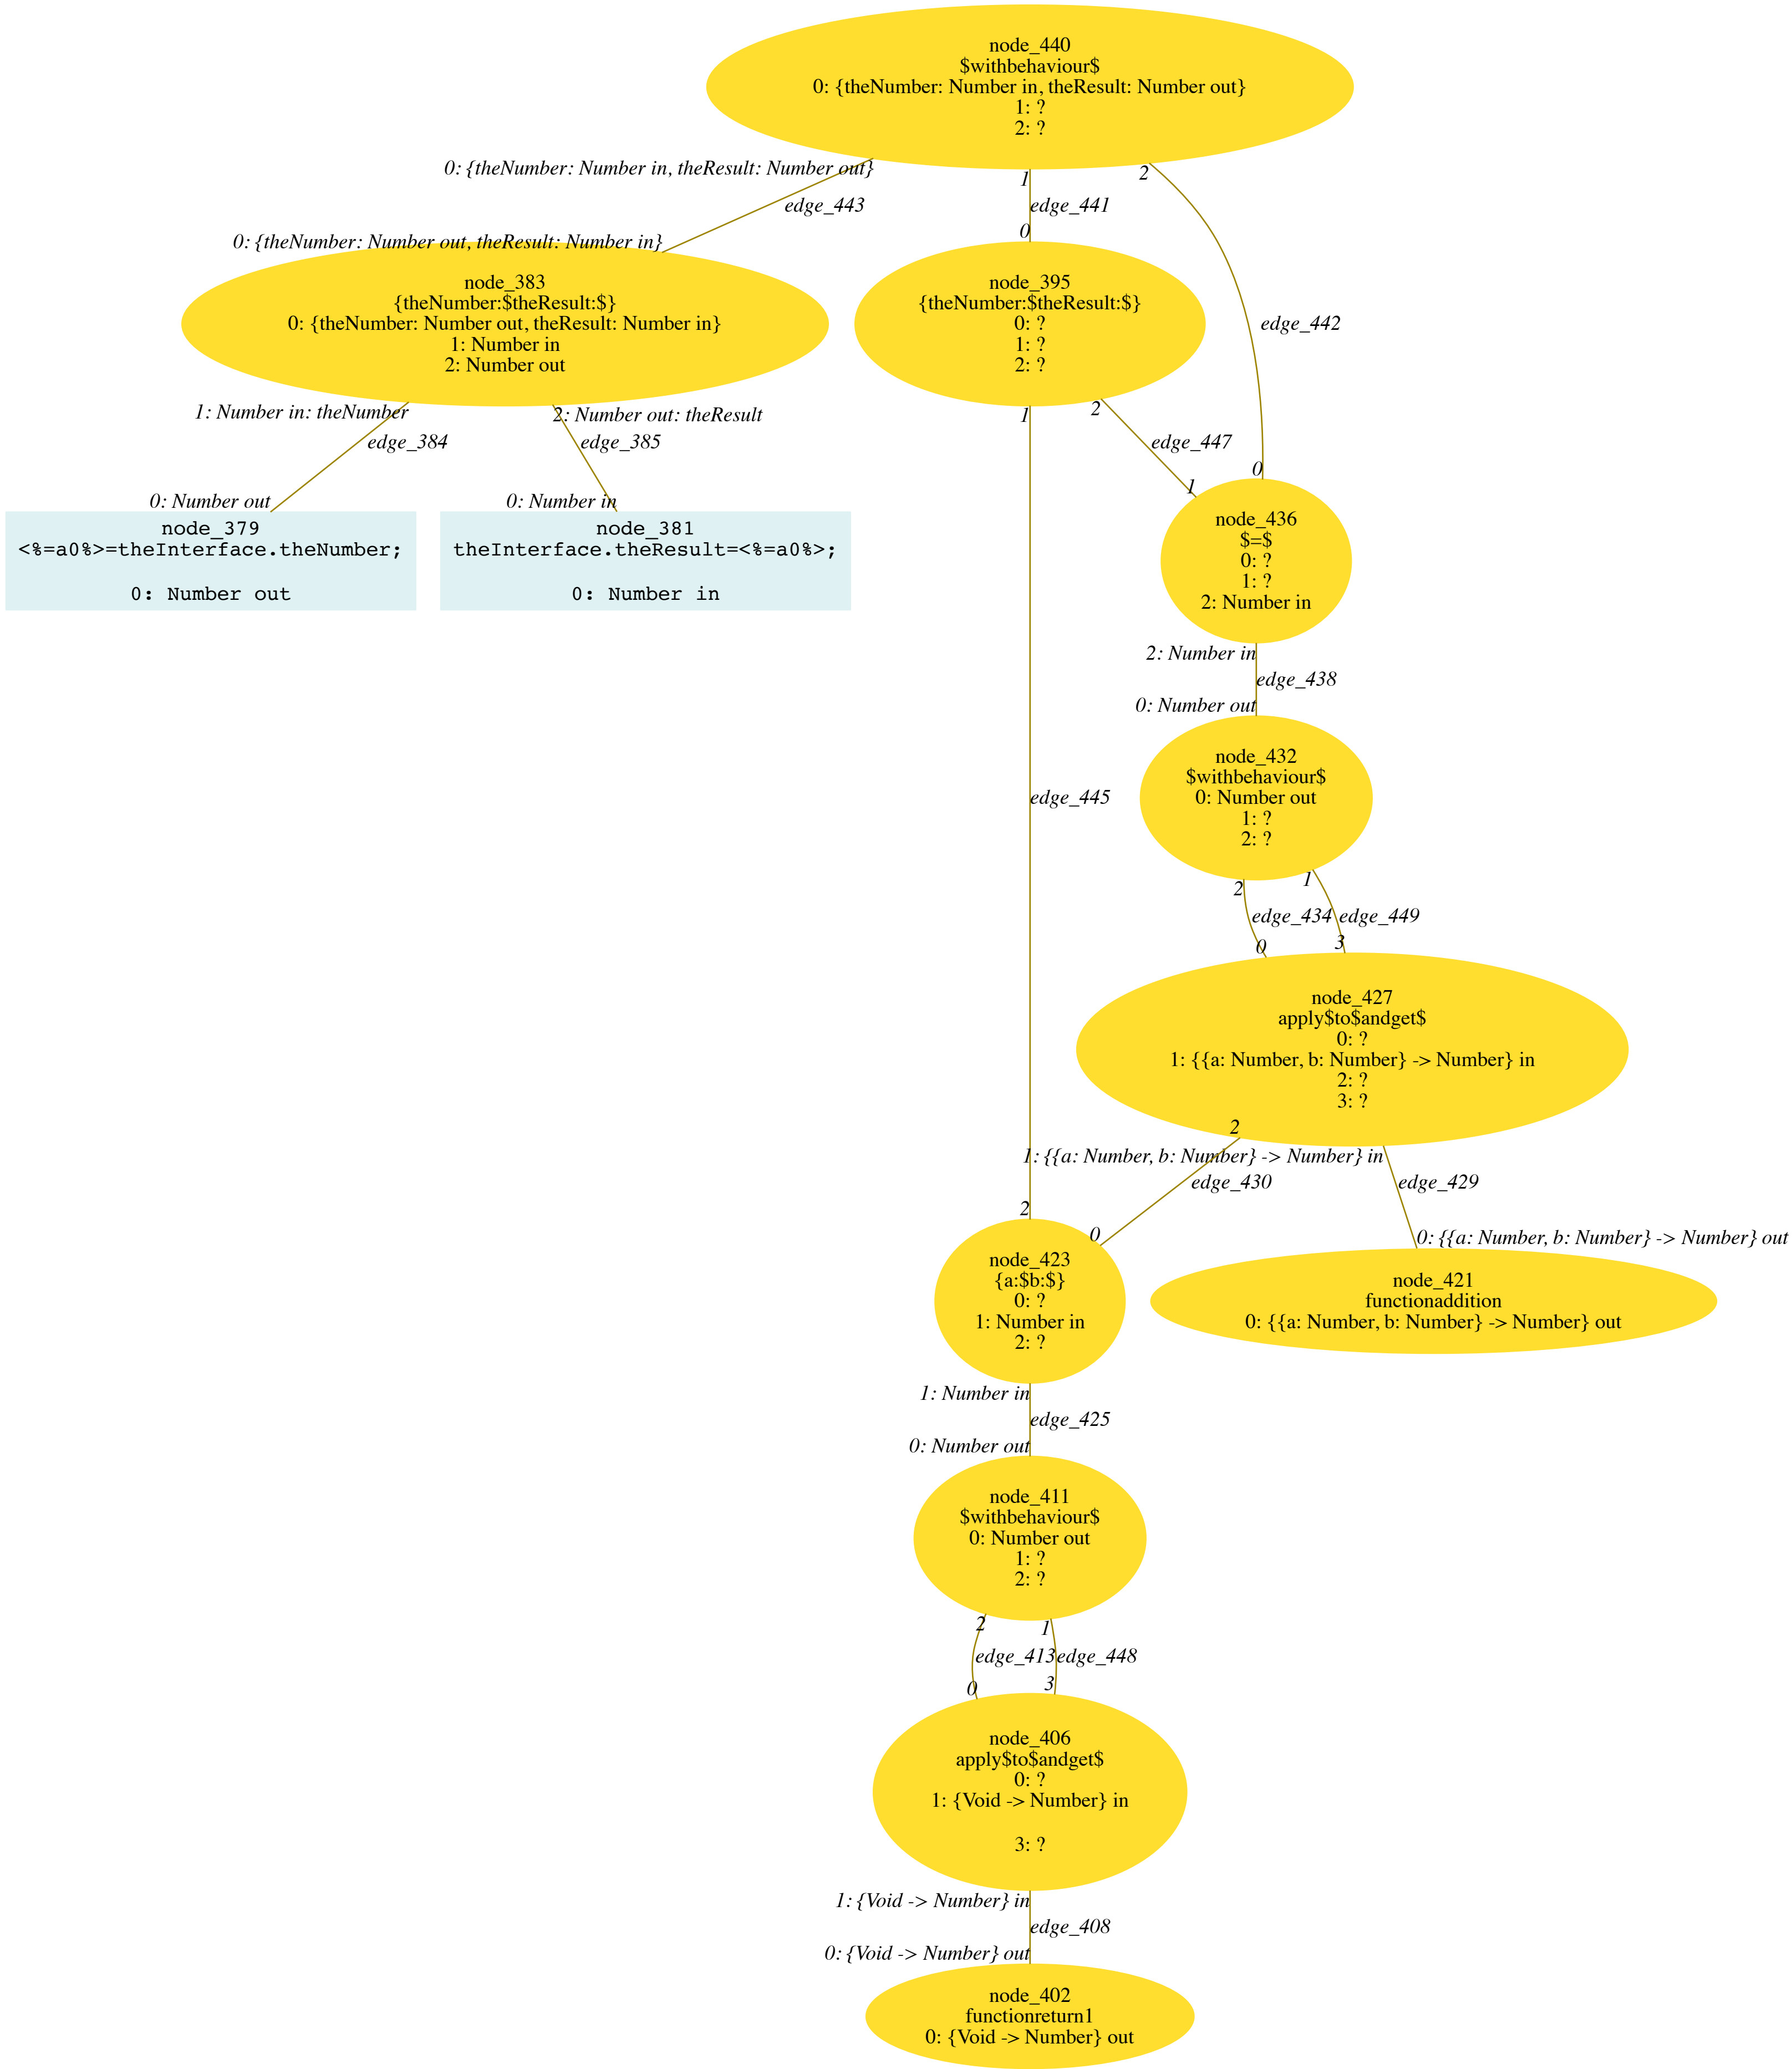 node_440
$withbehaviour$
0: {theNumber: Number in, theResult: Number out}
1: ?
2: ?
0: {theNumber: Number in, theResult: Number out}
1
2
edge_443
edge_441
0: {theNumber: Number out, theResult: Number in}
0
node_383
{theNumber:$theResult:$}
0: {theNumber: Number out, theResult: Number in}
1: Number in
2: Number out
node_395
{theNumber:$theResult:$}
0: ?
1: ?
2: ?
edge_442
1: Number in: theNumber
2: Number out: theResult
1
2
edge_384
edge_385
edge_447
0: Number out
0: Number in
1
0
node_379
<%=a0%>=theInterface.theNumber;
0: Number out
node_381
theInterface.theResult=<%=a0%>;
0: Number in
node_436
$=$
0: ?
1: ?
2: Number in
2: Number in
edge_438
0: Number out
node_432
$withbehaviour$
0: Number out
1: ?
2: ?
edge_445
2
1
edge_434
edge_449
0
3
node_427
apply$to$andget$
0: ?
1: {{a: Number, b: Number} -> Number} in
2: ?
3: ?
2
1: {{a: Number, b: Number} -> Number} in
edge_430
edge_429
2
0
0: {{a: Number, b: Number} -> Number} out
node_423
{a:$b:$}
0: ?
1: Number in
2: ?
node_421
functionaddition
0: {{a: Number, b: Number} -> Number} out
1: Number in
edge_425
0: Number out
node_411
$withbehaviour$
0: Number out
1: ?
2: ?
2
1
edge_413
edge_448
0
3
node_406
apply$to$andget$
0: ?
1: {Void -> Number} in
3: ?
1: {Void -> Number} in
edge_408
0: {Void -> Number} out
node_402
functionreturn1
0: {Void -> Number} out